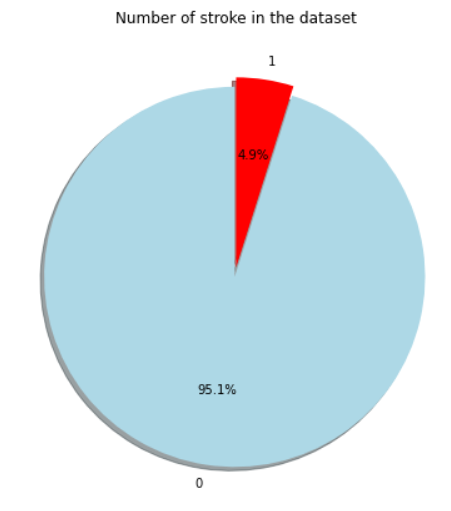 Number of stroke in the dataset
1
4.9%
95.1%
0